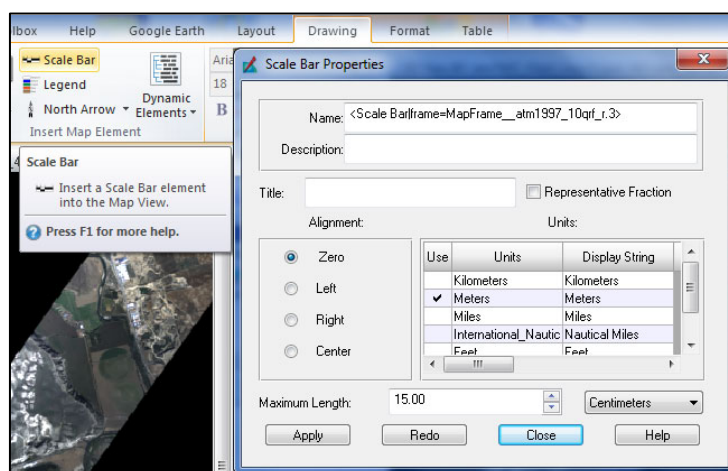 Help Google Earth Layout Drawing Format Table
Scale Bar
Legend
North Arrow
Dynamic
Elements
Insert Map Element
18
B
Scale Bar
Insert a Scale Bar element
into the Map View.
Press F1 for more help.
Scale Bar Properties
Name: <Scale Bar|frame=MapFrame__atm1997_10qrf_r.3>
Description:
Title:
Representative Fraction
Alignment: Units:
Zero
Left
Right
Center
Use Units Display String
Kilometers Kilometers
Meters Meters
Miles Miles
International_Nautic Nautical Miles
Feet Feet
Maximum Length: 15.00 Centimeters
Apply Redo Close Help